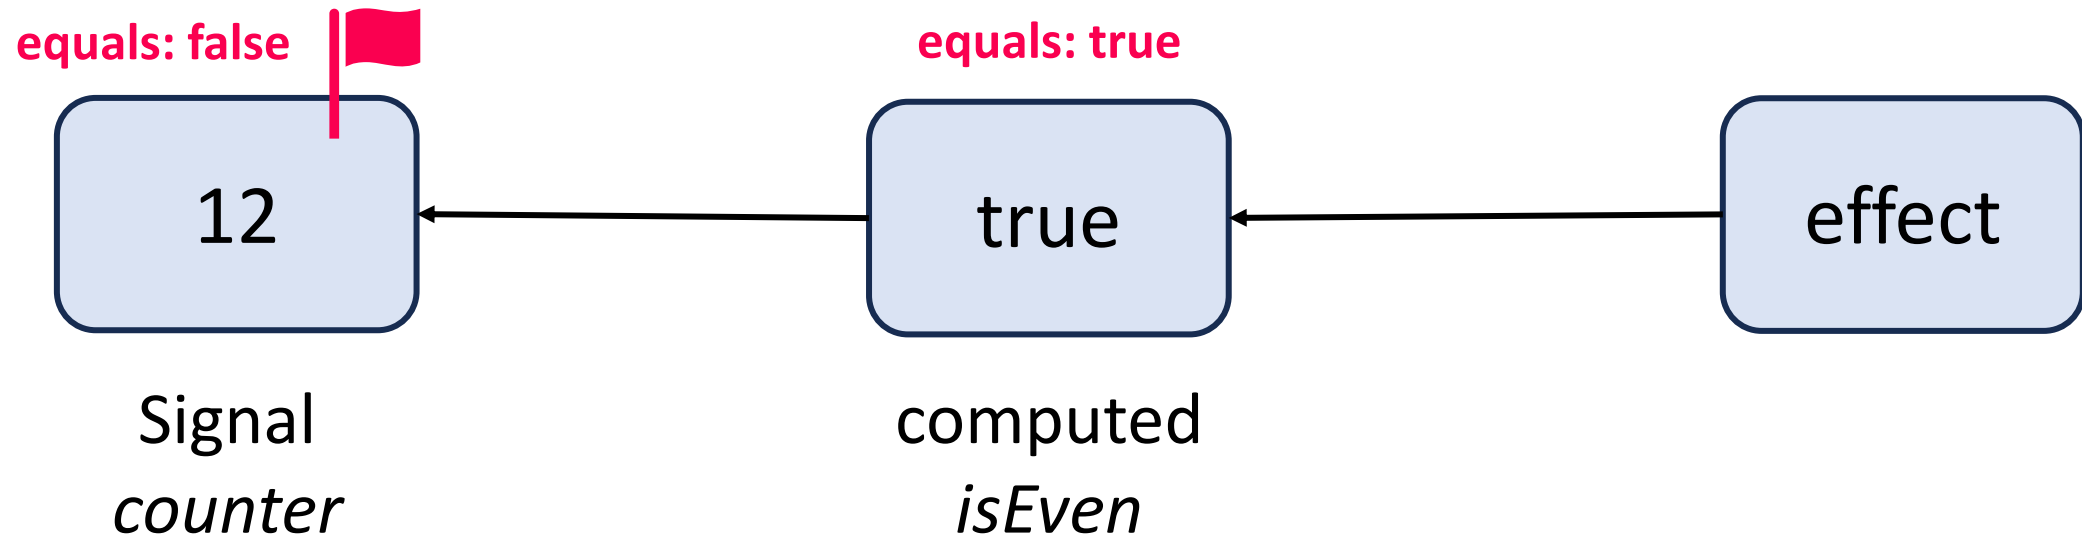 equals: false
equals: true
12
true
effect
Signal
counter
computed
isEven